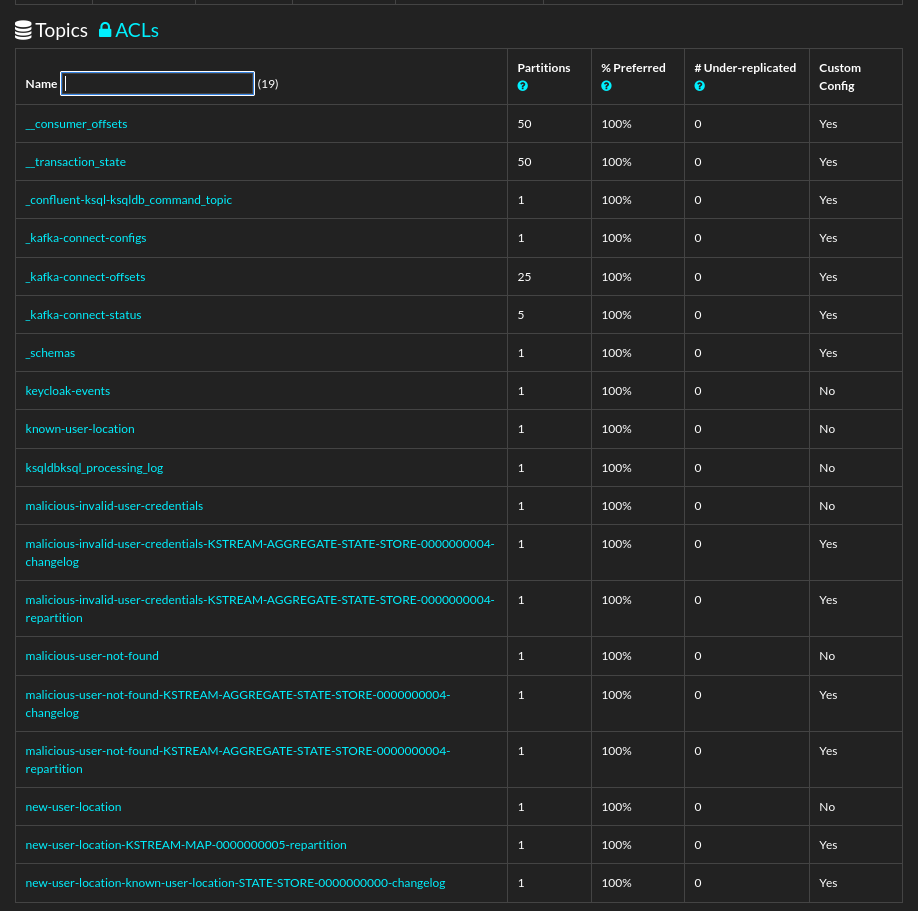 Topics ACLs
Name (19) Partitions % Preferred # Under-replicated Custom Config
__consumer_offsets 50 100% 0 Yes
__transaction_state 50 100% 0 Yes
_confluent-ksql-ksqldb_command_topic 1 100% 0 Yes
_kafka-connect-configs 1 100% 0 Yes
_kafka-connect-offsets 25 100% 0 Yes
_kafka-connect-status 5 100% 0 Yes
_schemas 1 100% 0 Yes
keycloak-events 1 100% 0 No
known-user-location 1 100% 0 No
ksqldbksql_processing_log 1 100% 0 No
malicious-invalid-user-credentials 1 100% 0 No
malicious-invalid-user-credentials-KSTREAM-AGGREGATE-STATE-STORE-0000000004- 1 100% 0 Yes
changelog
malicious-invalid-user-credentials-KSTREAM-AGGREGATE-STATE-STORE-0000000004- 1 100% 0 Yes
repartition
malicious-user-not-found 1 100% 0 No
malicious-user-not-found-KSTREAM-AGGREGATE-STATE-STORE-0000000004- 1 100% 0 Yes
changelog
malicious-user-not-found-KSTREAM-AGGREGATE-STATE-STORE-0000000004- 1 100% 0 Yes
repartition
new-user-location 1 100% 0 No
new-user-location-KSTREAM-MAP-0000000005-repartition 1 100% 0 Yes
new-user-location-known-user-location-STATE-STORE-0000000000-changelog 1 100% 0 Yes